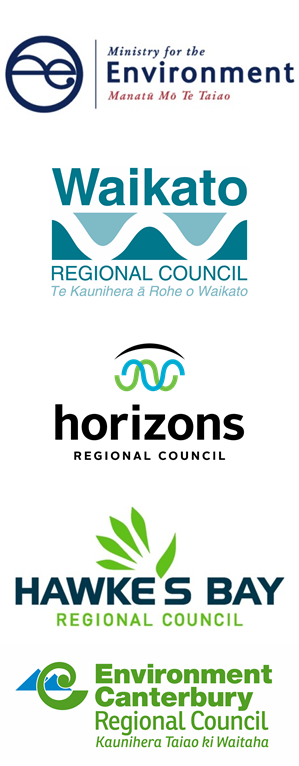 Ministry for the
Environment
Manatū Mō Te Taiao
Waikato
REGIONAL COUNCIL
Te Kaunihera ā Rohe o Waikato
horizons
REGIONAL COUNCIL
HAWKE'S BAY
REGIONAL COUNCIL
Environment
Canterbury
Regional Council
Kaunihera Taiao ki Waitaha